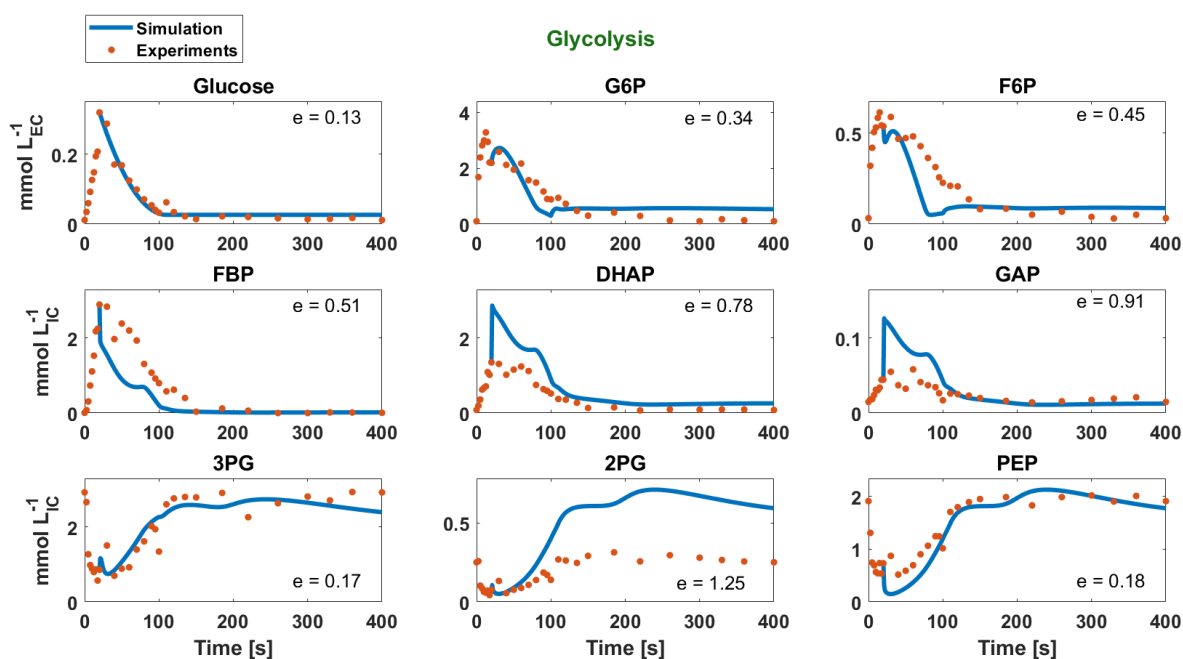 Simulation
Experiments
Glycolysis
Glucose
G6P
F6P
mmol L_EC^-1
0.2
0
0 100 200 300 400
e = 0.13
4
2
0
0 100 200 300 400
e = 0.34
0.5
0
0 100 200 300 400
e = 0.45
FBP
DHAP
GAP
mmol L_IC^-1
2
0
0 100 200 300 400
e = 0.51
2
0
0 100 200 300 400
e = 0.78
0.1
0
0 100 200 300 400
e = 0.91
3PG
2PG
PEP
mmol L_IC^-1
2
0
0 100 200 300 400
e = 0.17
Time [s]
0.5
0
0 100 200 300 400
e = 1.25
Time [s]
2
1
0
0 100 200 300 400
e = 0.18
Time [s]